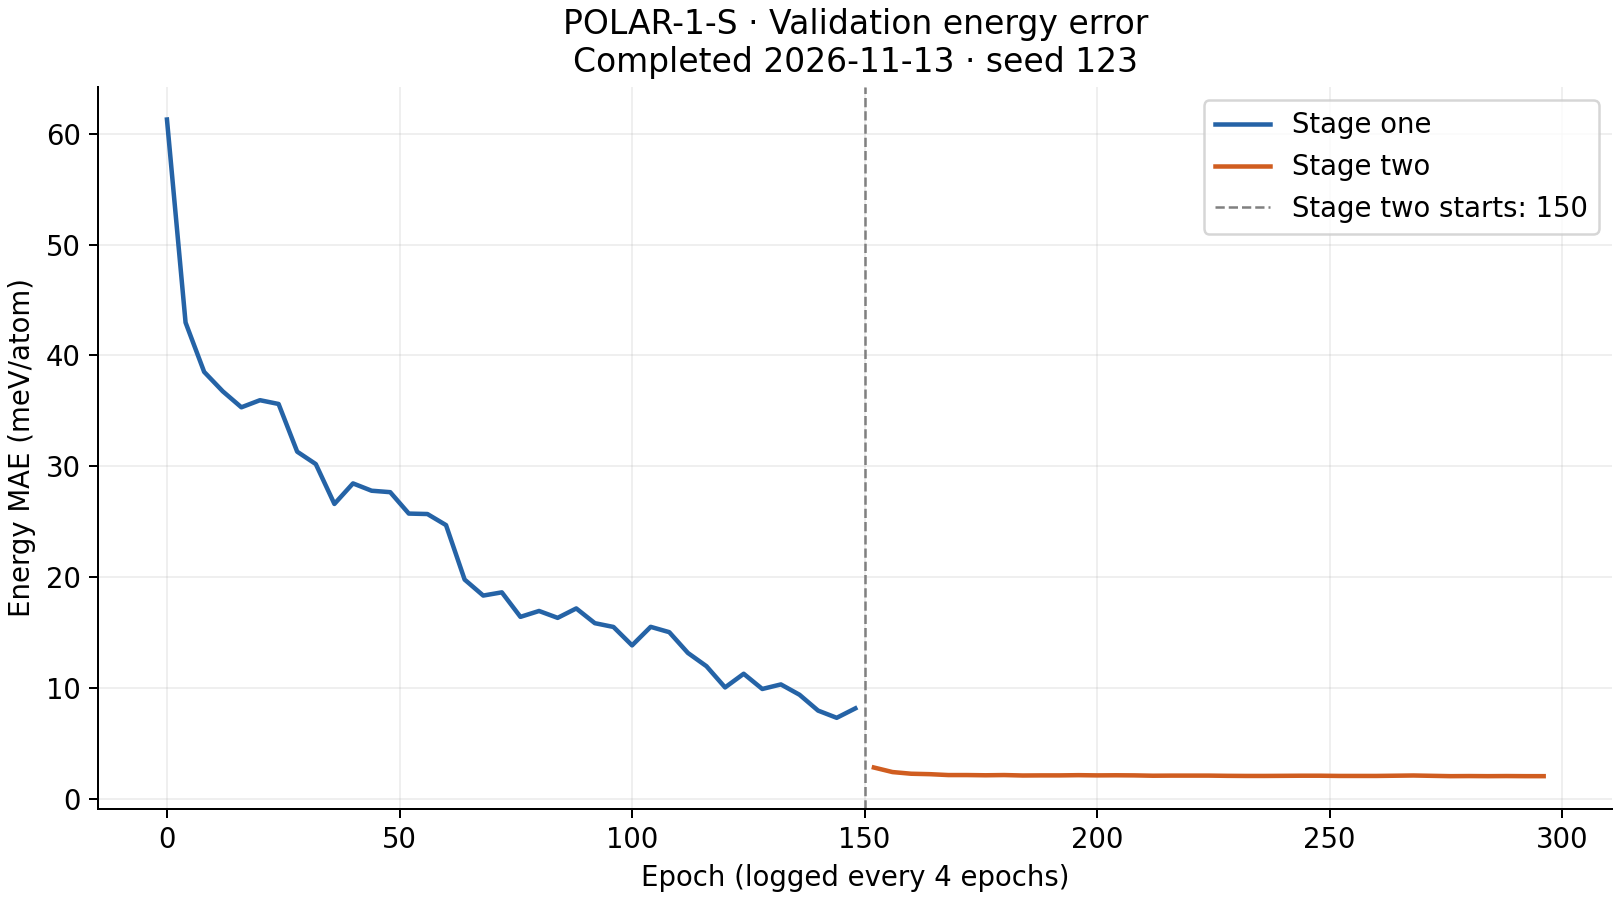 POLAR-1-S · Validation energy error
Completed 2026-11-13 · seed 123
Stage one
Stage two
Stage two starts: 150
Energy MAE (meV/atom)
60
50
40
30
20
10
0
0 50 100 150 200 250 300
Epoch (logged every 4 epochs)